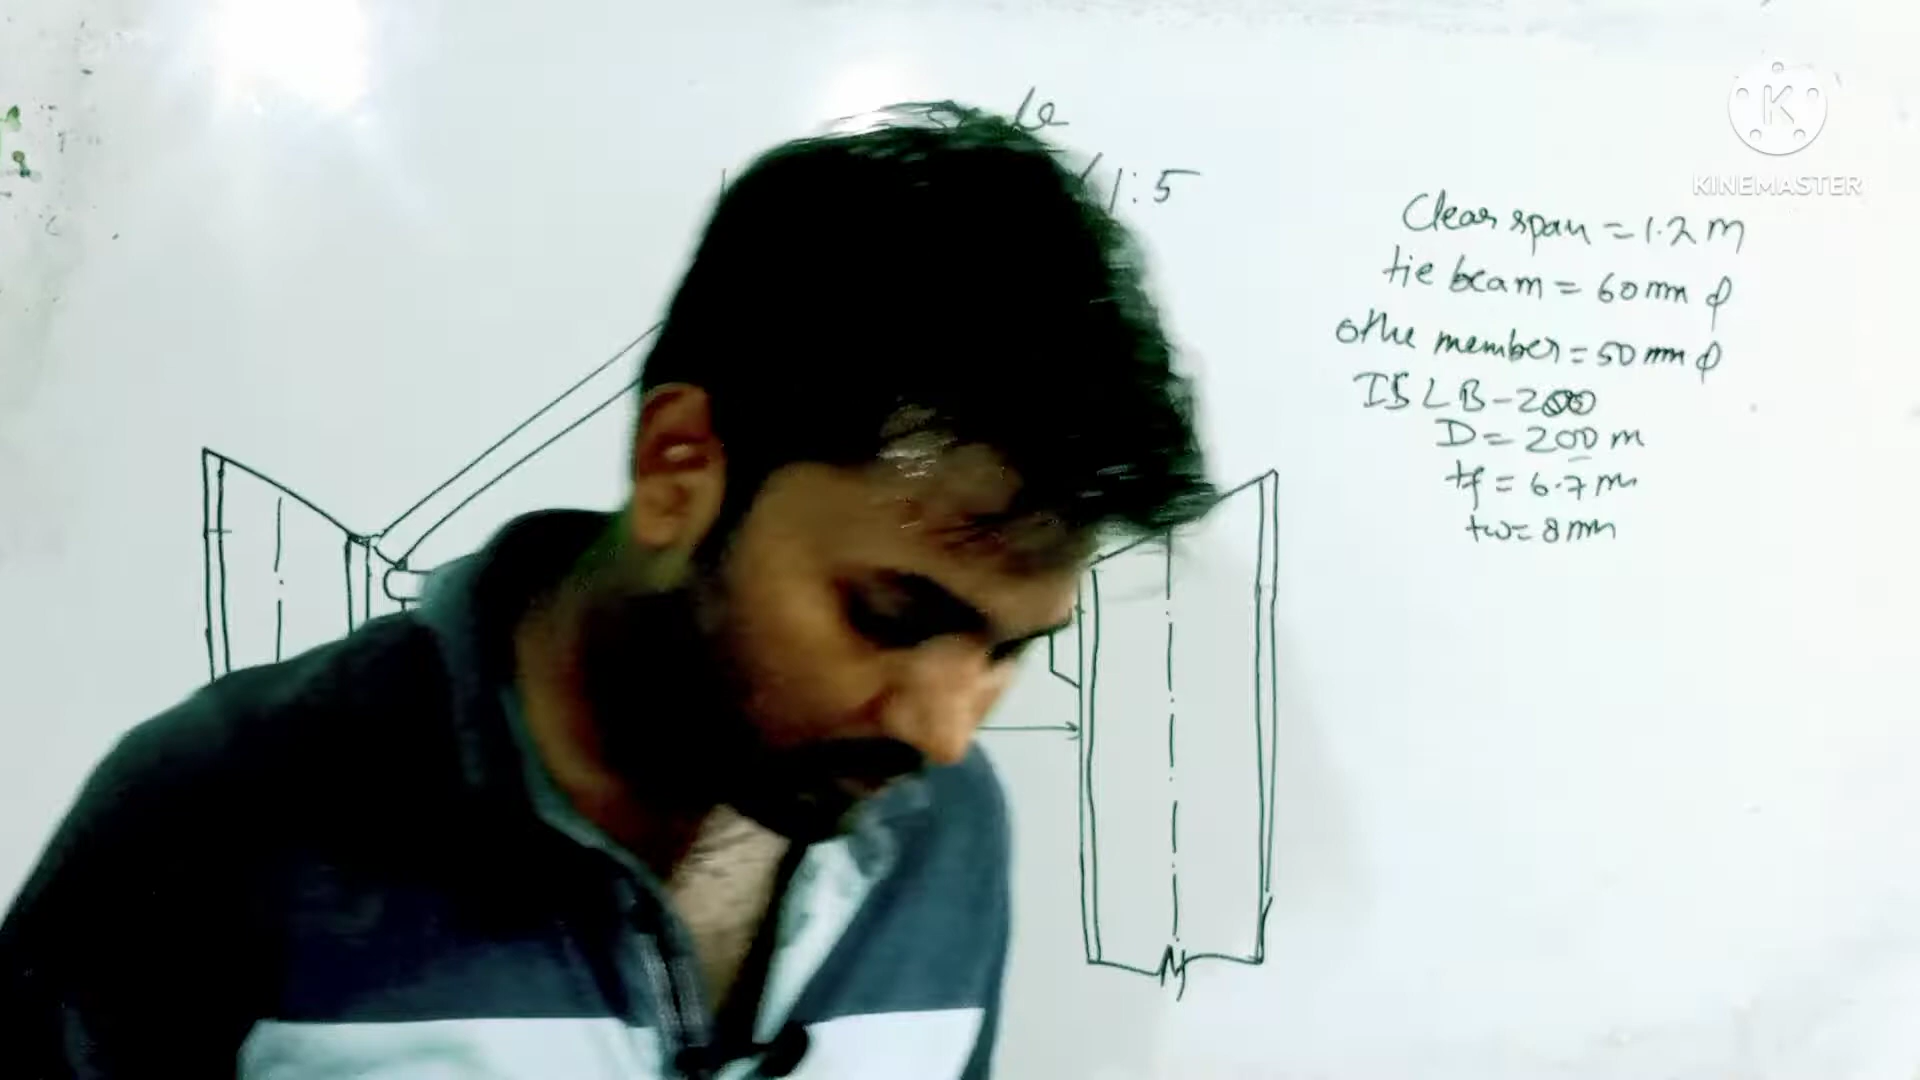 1:5
KINEMASTER
Clear span = 1.2 m
tie beam = 60 mm ϕ
othe member = 50 mm ϕ
ISLB-200
D = 200 m
tf = 6.7 m
tw = 8 mm